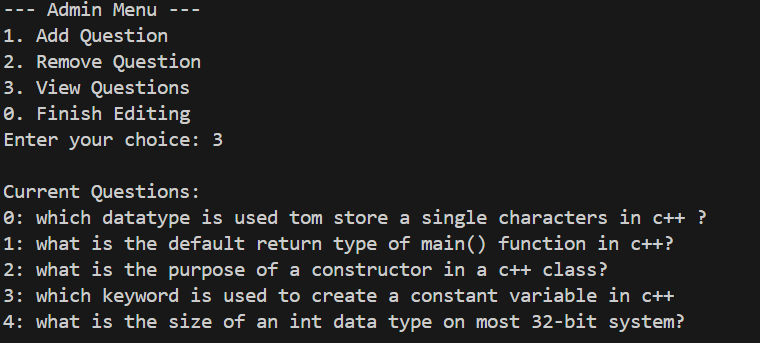 --- Admin Menu ---
1. Add Question
2. Remove Question
3. View Questions
0. Finish Editing
Enter your choice: 3
Current Questions:
0: which datatype is used tom store a single characters in c++ ?
1: what is the default return type of main() function in c++?
2: what is the purpose of a constructor in a c++ class?
3: which keyword is used to create a constant variable in c++
4: what is the size of an int data type on most 32-bit system?